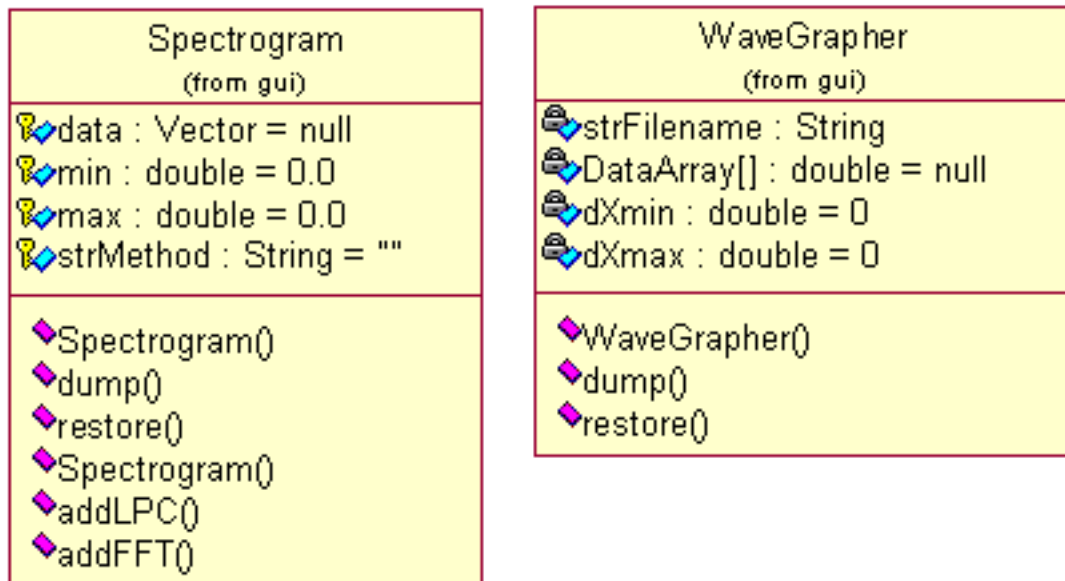 Spectrogram
(from gui)
data : Vector = null
min : double = 0.0
max : double = 0.0
strMethod : String = ""
Spectrogram()
dump()
restore()
Spectrogram()
addLPC()
addFFT()
WaveGrapher
(from gui)
strFilename : String
DataArray[] : double = null
dXmin : double = 0
dXmax : double = 0
WaveGrapher()
dump()
restore()